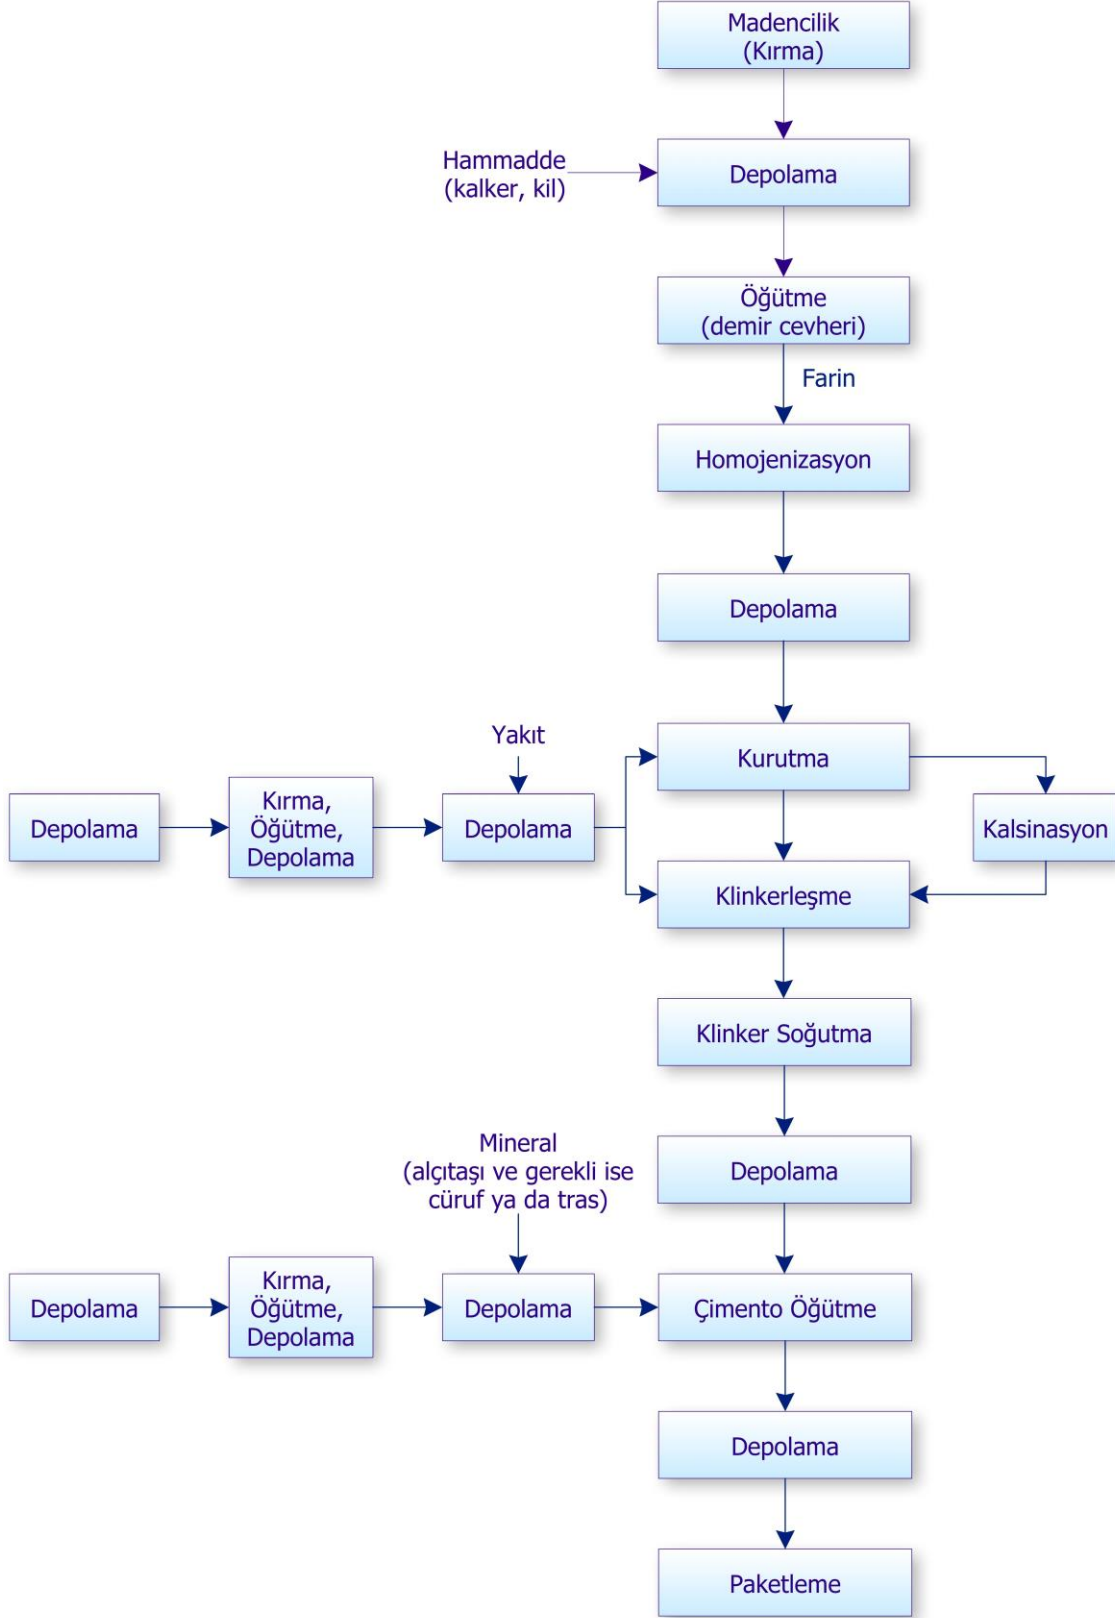 Madencilik
(Kırma)
Hammadde
(kalker, kil)
Depolama
Öğütme
(demir cevheri)
Farin
Homojenizasyon
Depolama
Yakıt
Kurutma
Depolama
Kırma,
Öğütme,
Depolama
Depolama
Kalsinasyon
Klinkerleşme
Klinker Soğutma
Mineral
(alçıtaşı ve gerekli ise
cüruf ya da tras)
Depolama
Depolama
Kırma,
Öğütme,
Depolama
Depolama
Çimento Öğütme
Depolama
Paketleme